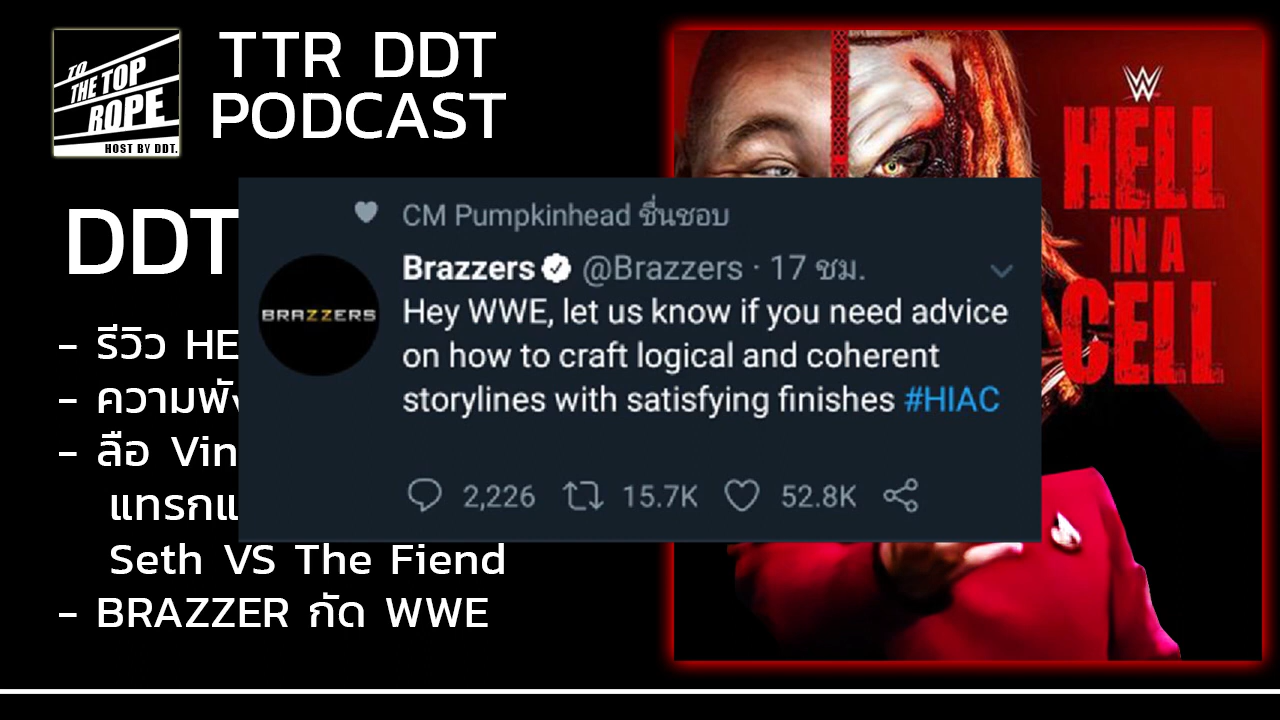 TO
THE TOP
ROPE
HOST BY DDT.
TTR DDT
PODCAST
DDT
- รีวิว HE
- ความพัง
- ลือ Vin
แทรกแ
Seth VS The Fiend
- BRAZZER กัด WWE
CM Pumpkinhead ชื่นชอบ
Brazzers @Brazzers · 17 ชม.
BRAZZERS
Hey WWE, let us know if you need advice
on how to craft logical and coherent
storylines with satisfying finishes #HIAC
2,226 15.7K 52.8K
W
HELL
IN A
CELL